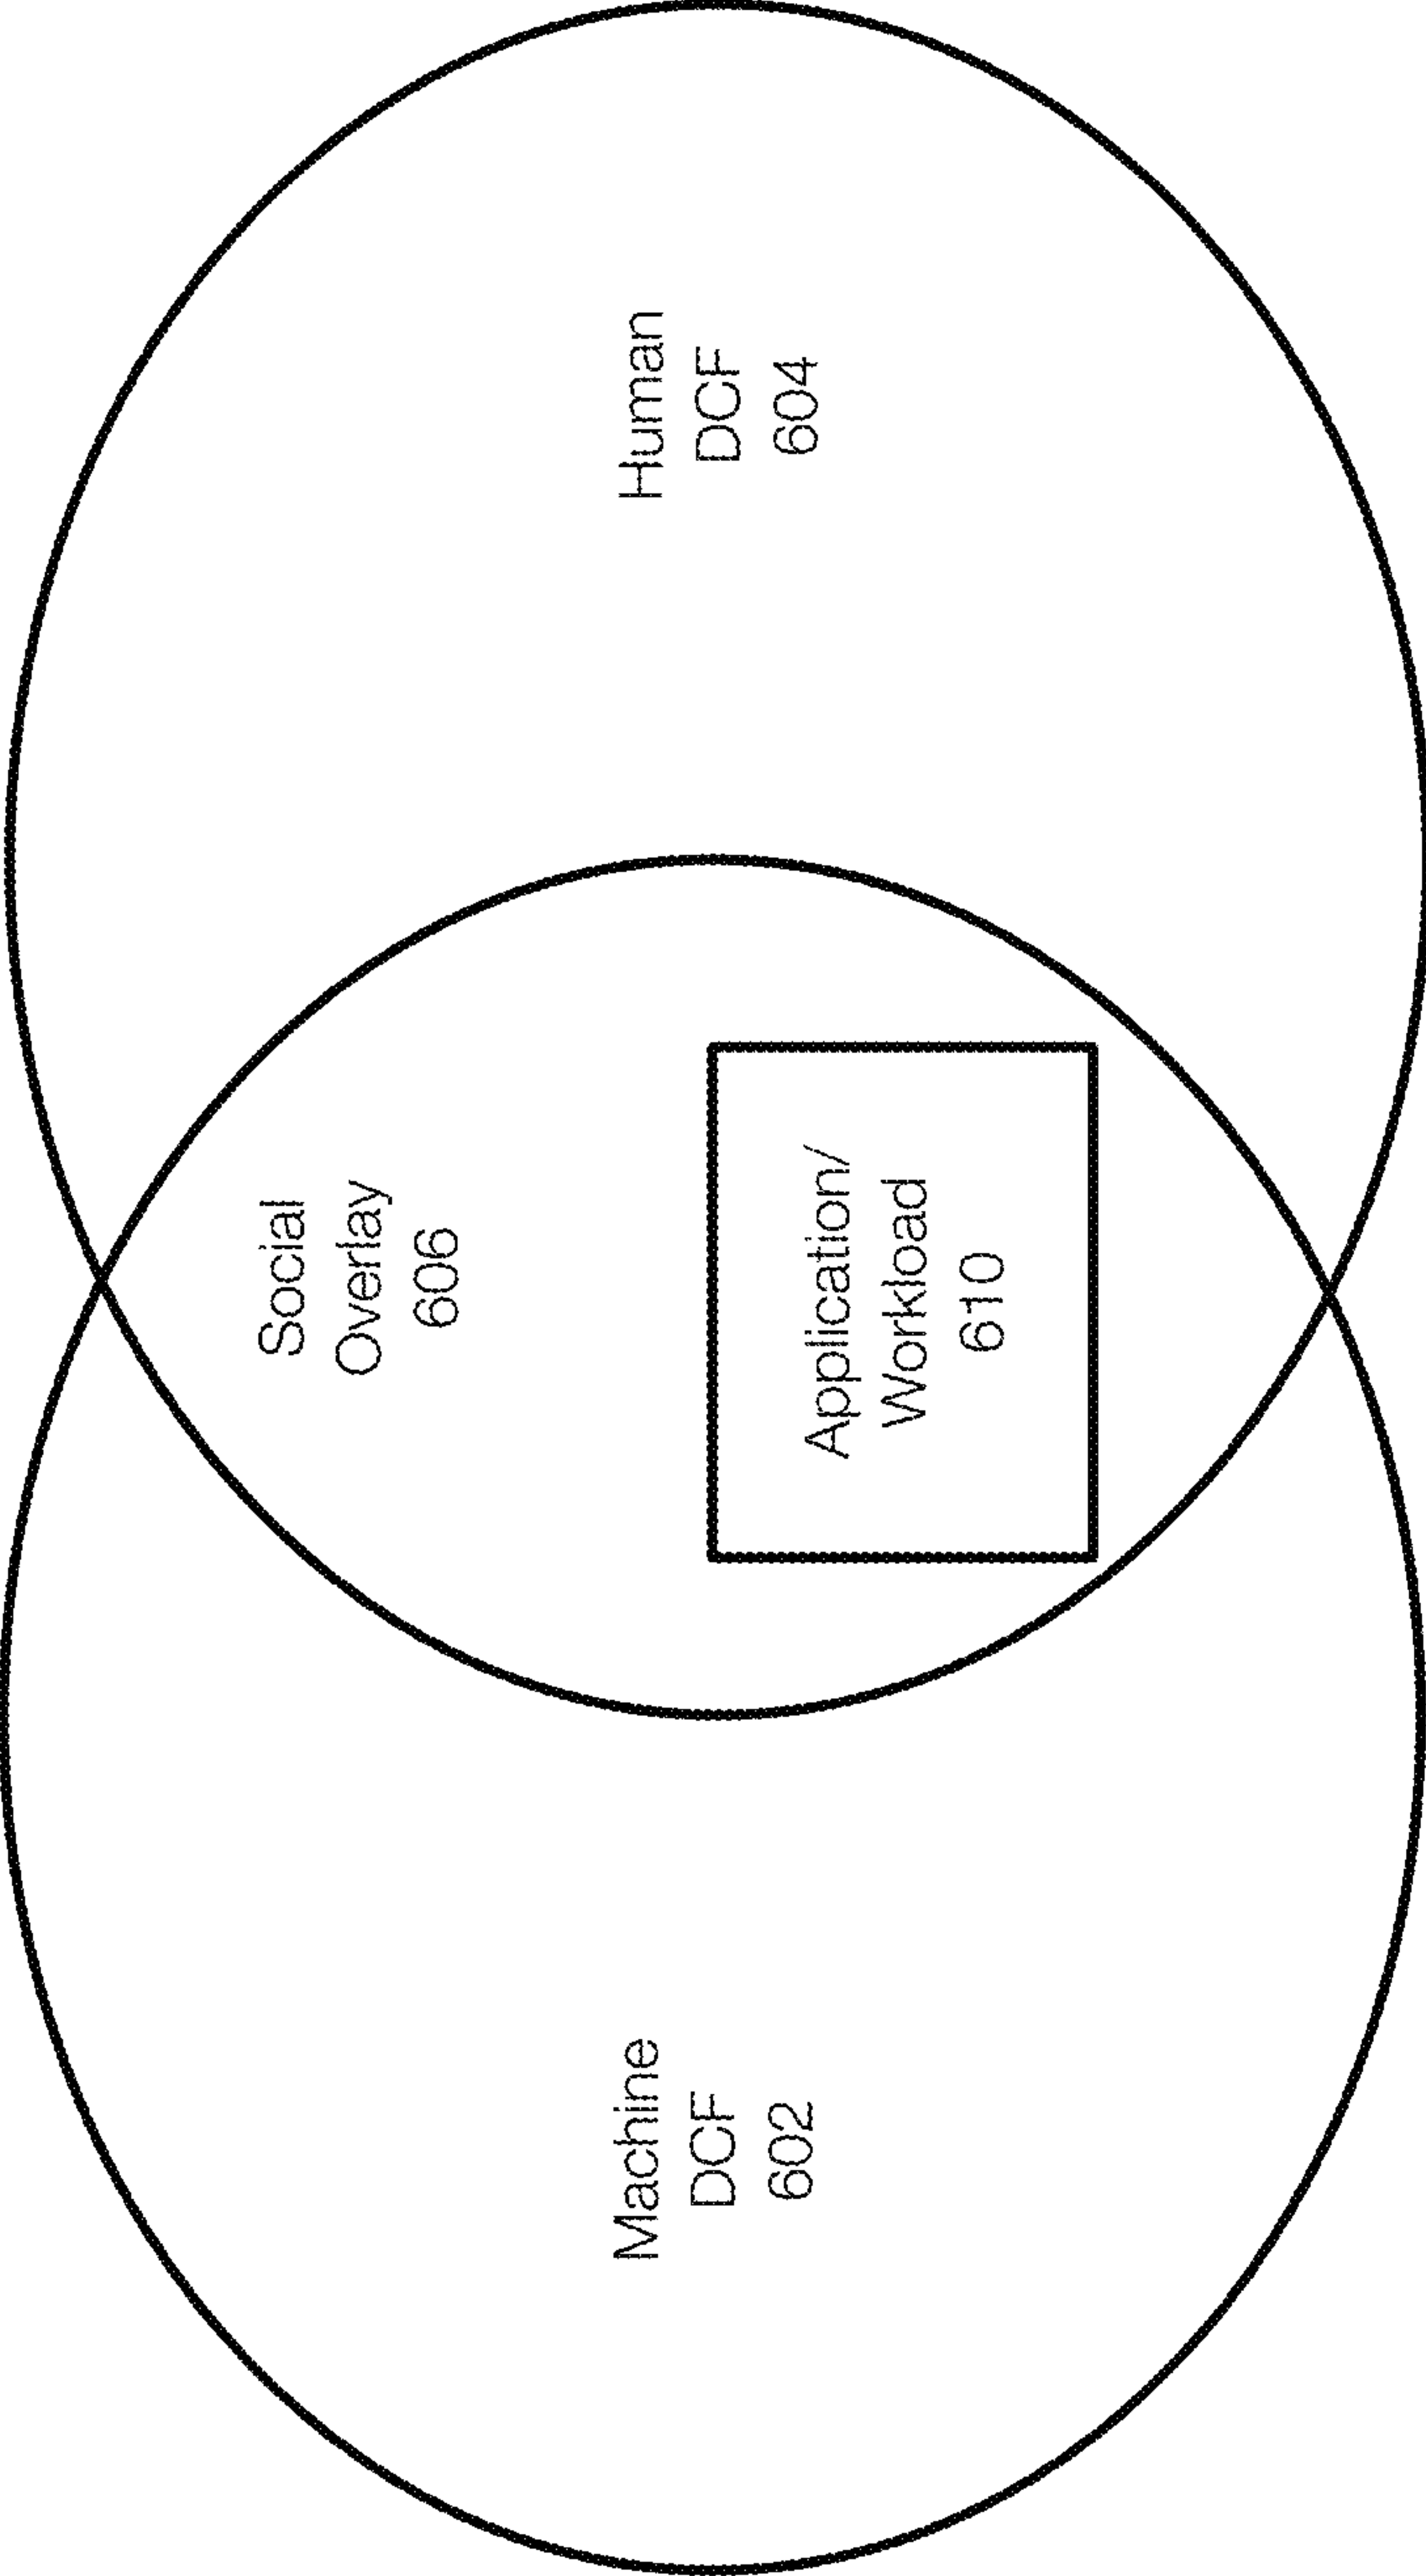 Machine
DCF
602
Social
Overlay
606
Application/
Workload
610
Human
DCF
604